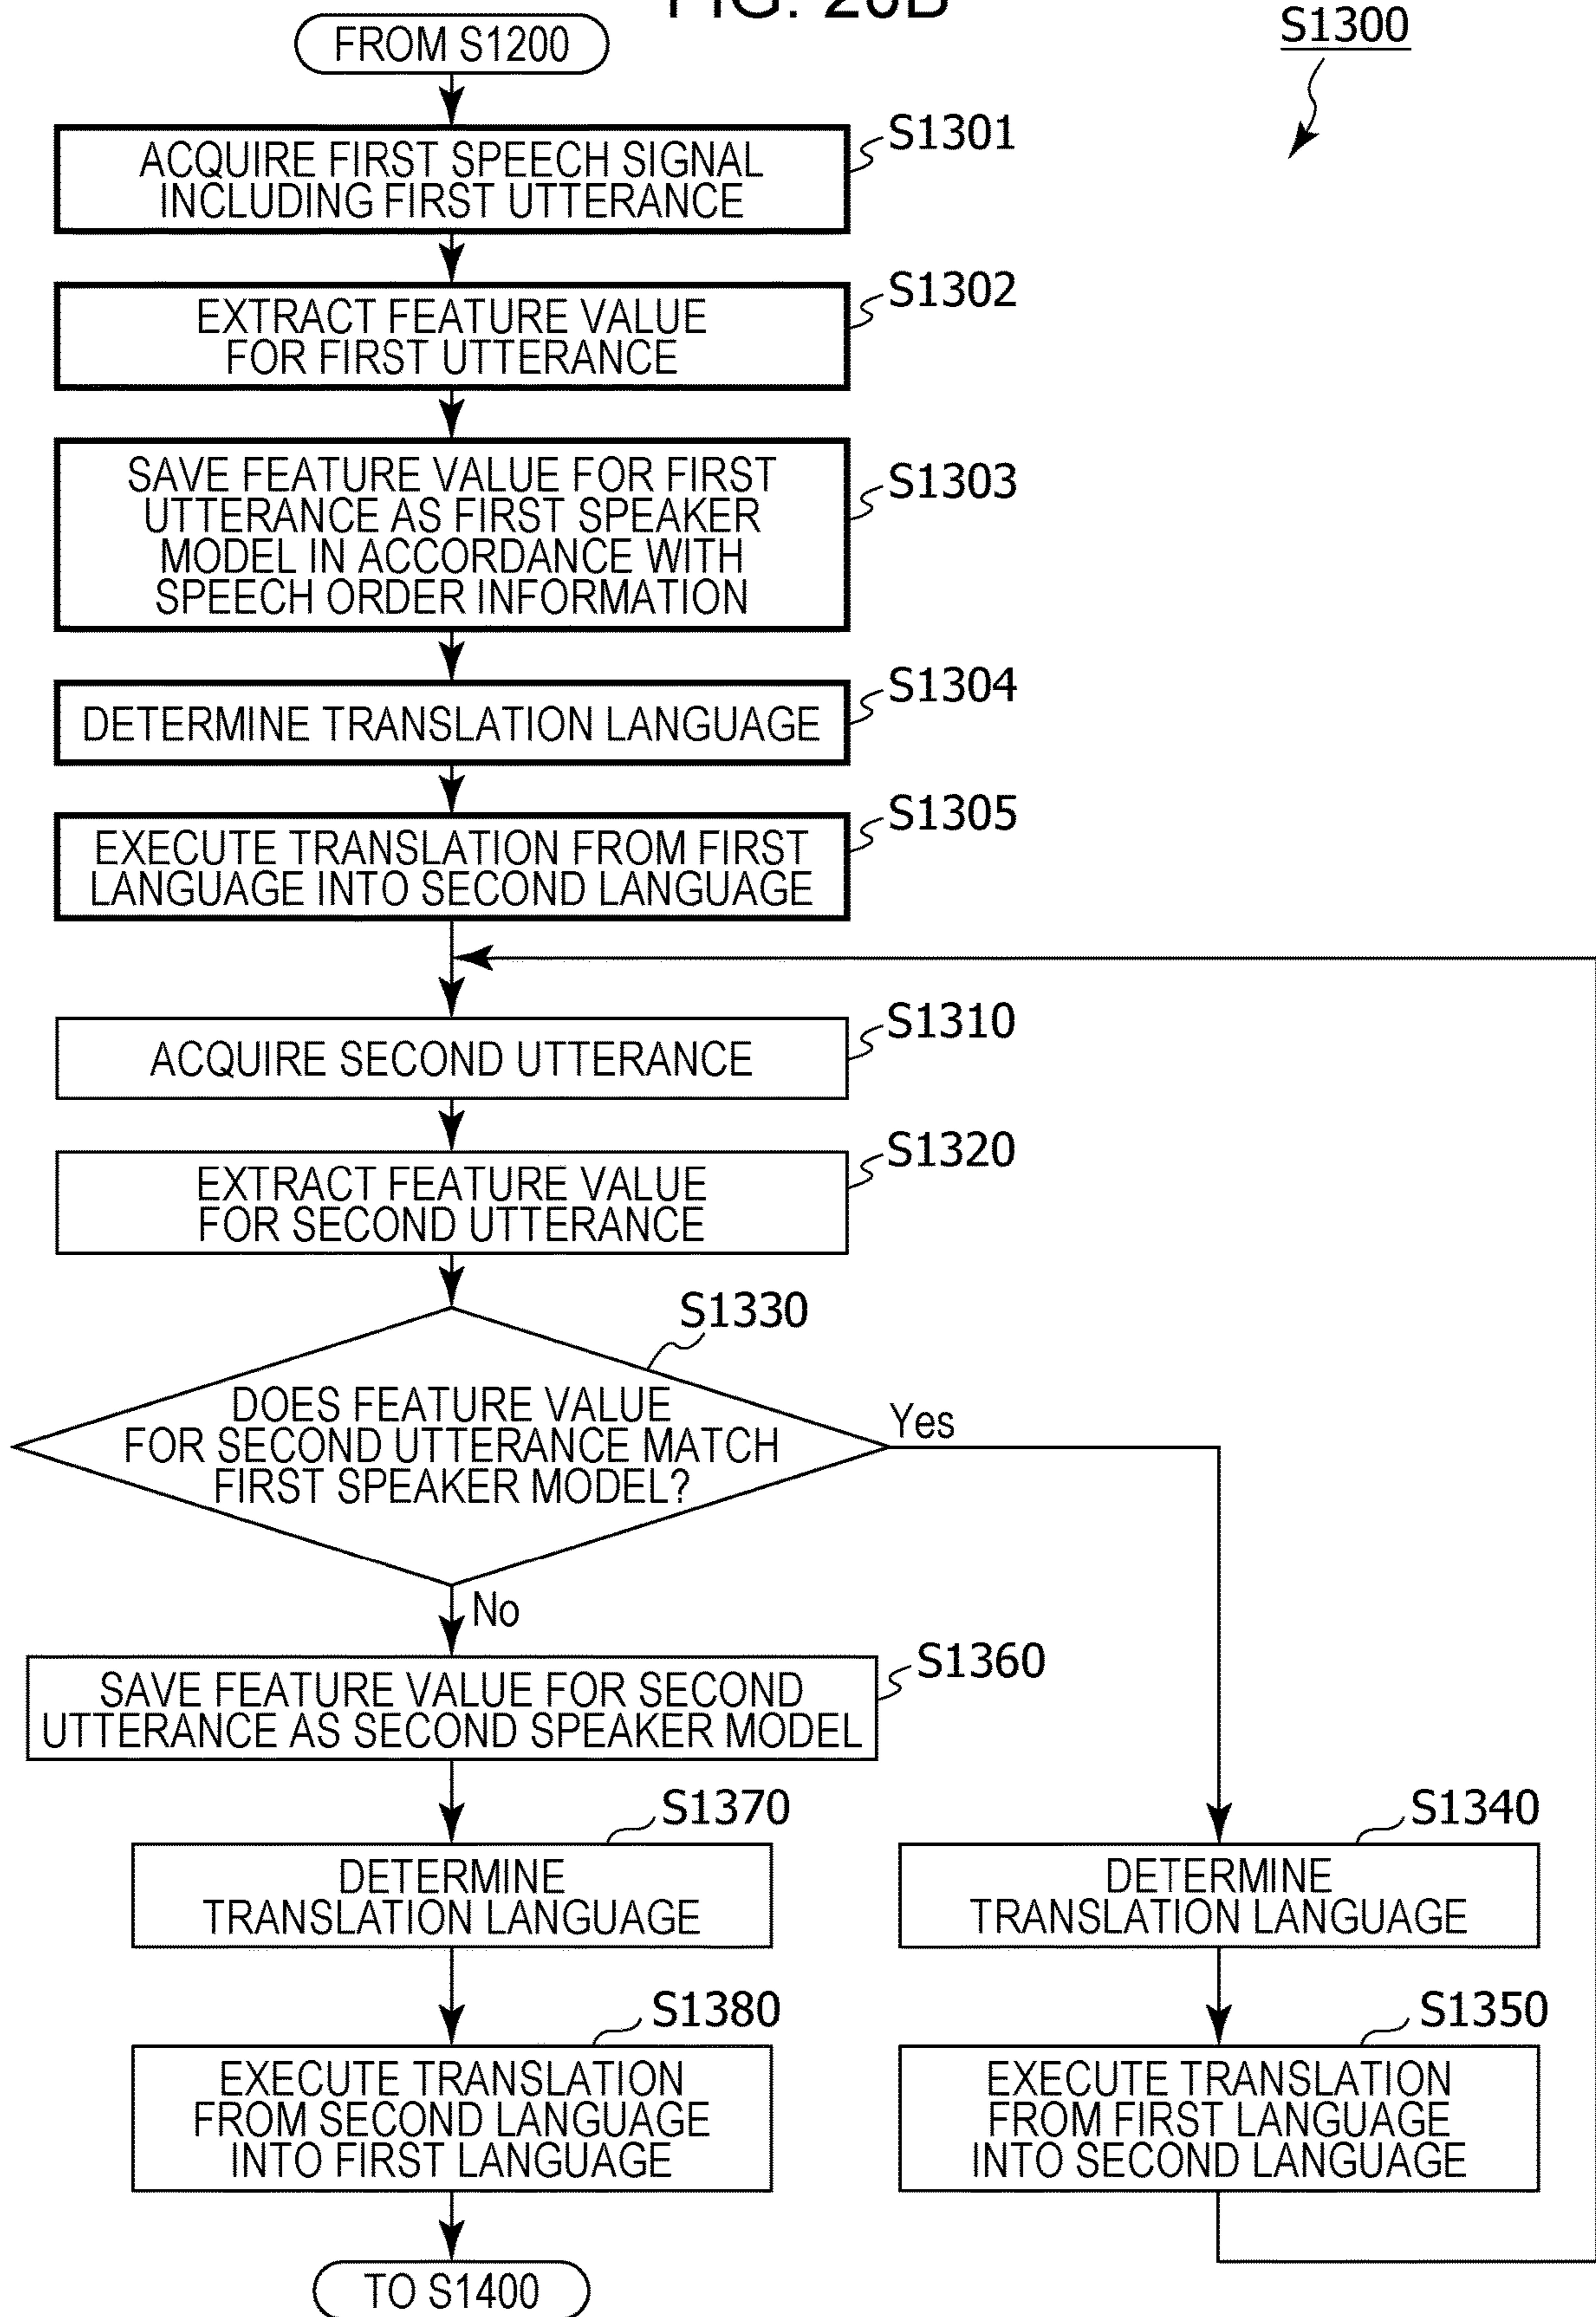 FIG.
S1300
FROM S1200
ACQUIRE FIRST SPEECH SIGNAL
INCLUDING FIRST UTTERANCE
S1301
EXTRACT FEATURE VALUE
FOR FIRST UTTERANCE
S1302
SAVE FEATURE VALUE FOR FIRST
UTTERANCE AS FIRST SPEAKER
MODEL IN ACCORDANCE WITH
SPEECH ORDER INFORMATION
S1303
DETERMINE TRANSLATION LANGUAGE
S1304
EXECUTE TRANSLATION FROM FIRST
LANGUAGE INTO SECOND LANGUAGE
S1305
ACQUIRE SECOND UTTERANCE
S1310
EXTRACT FEATURE VALUE
FOR SECOND UTTERANCE
S1320
S1330
DOES FEATURE VALUE
FOR SECOND UTTERANCE MATCH
FIRST SPEAKER MODEL?
Yes
No
SAVE FEATURE VALUE FOR SECOND
UTTERANCE AS SECOND SPEAKER MODEL
S1360
S1370
DETERMINE
TRANSLATION LANGUAGE
S1340
DETERMINE
TRANSLATION LANGUAGE
S1380
EXECUTE TRANSLATION
FROM SECOND LANGUAGE
INTO FIRST LANGUAGE
S1350
EXECUTE TRANSLATION
FROM FIRST LANGUAGE
INTO SECOND LANGUAGE
TO S1400